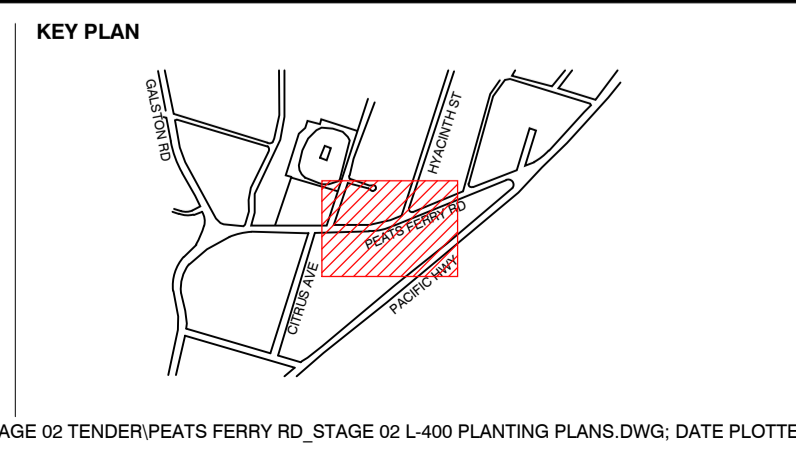 KEY PLAN
GALSTON RD
HYACINTH ST
PEATS FERRY RD
CITRUS AVE
PACIFIC HWY
AGE 02 TENDER\PEATS FERRY RD_STAGE 02 L-400 PLANTING PLANS.DWG; DATE PLOTTE